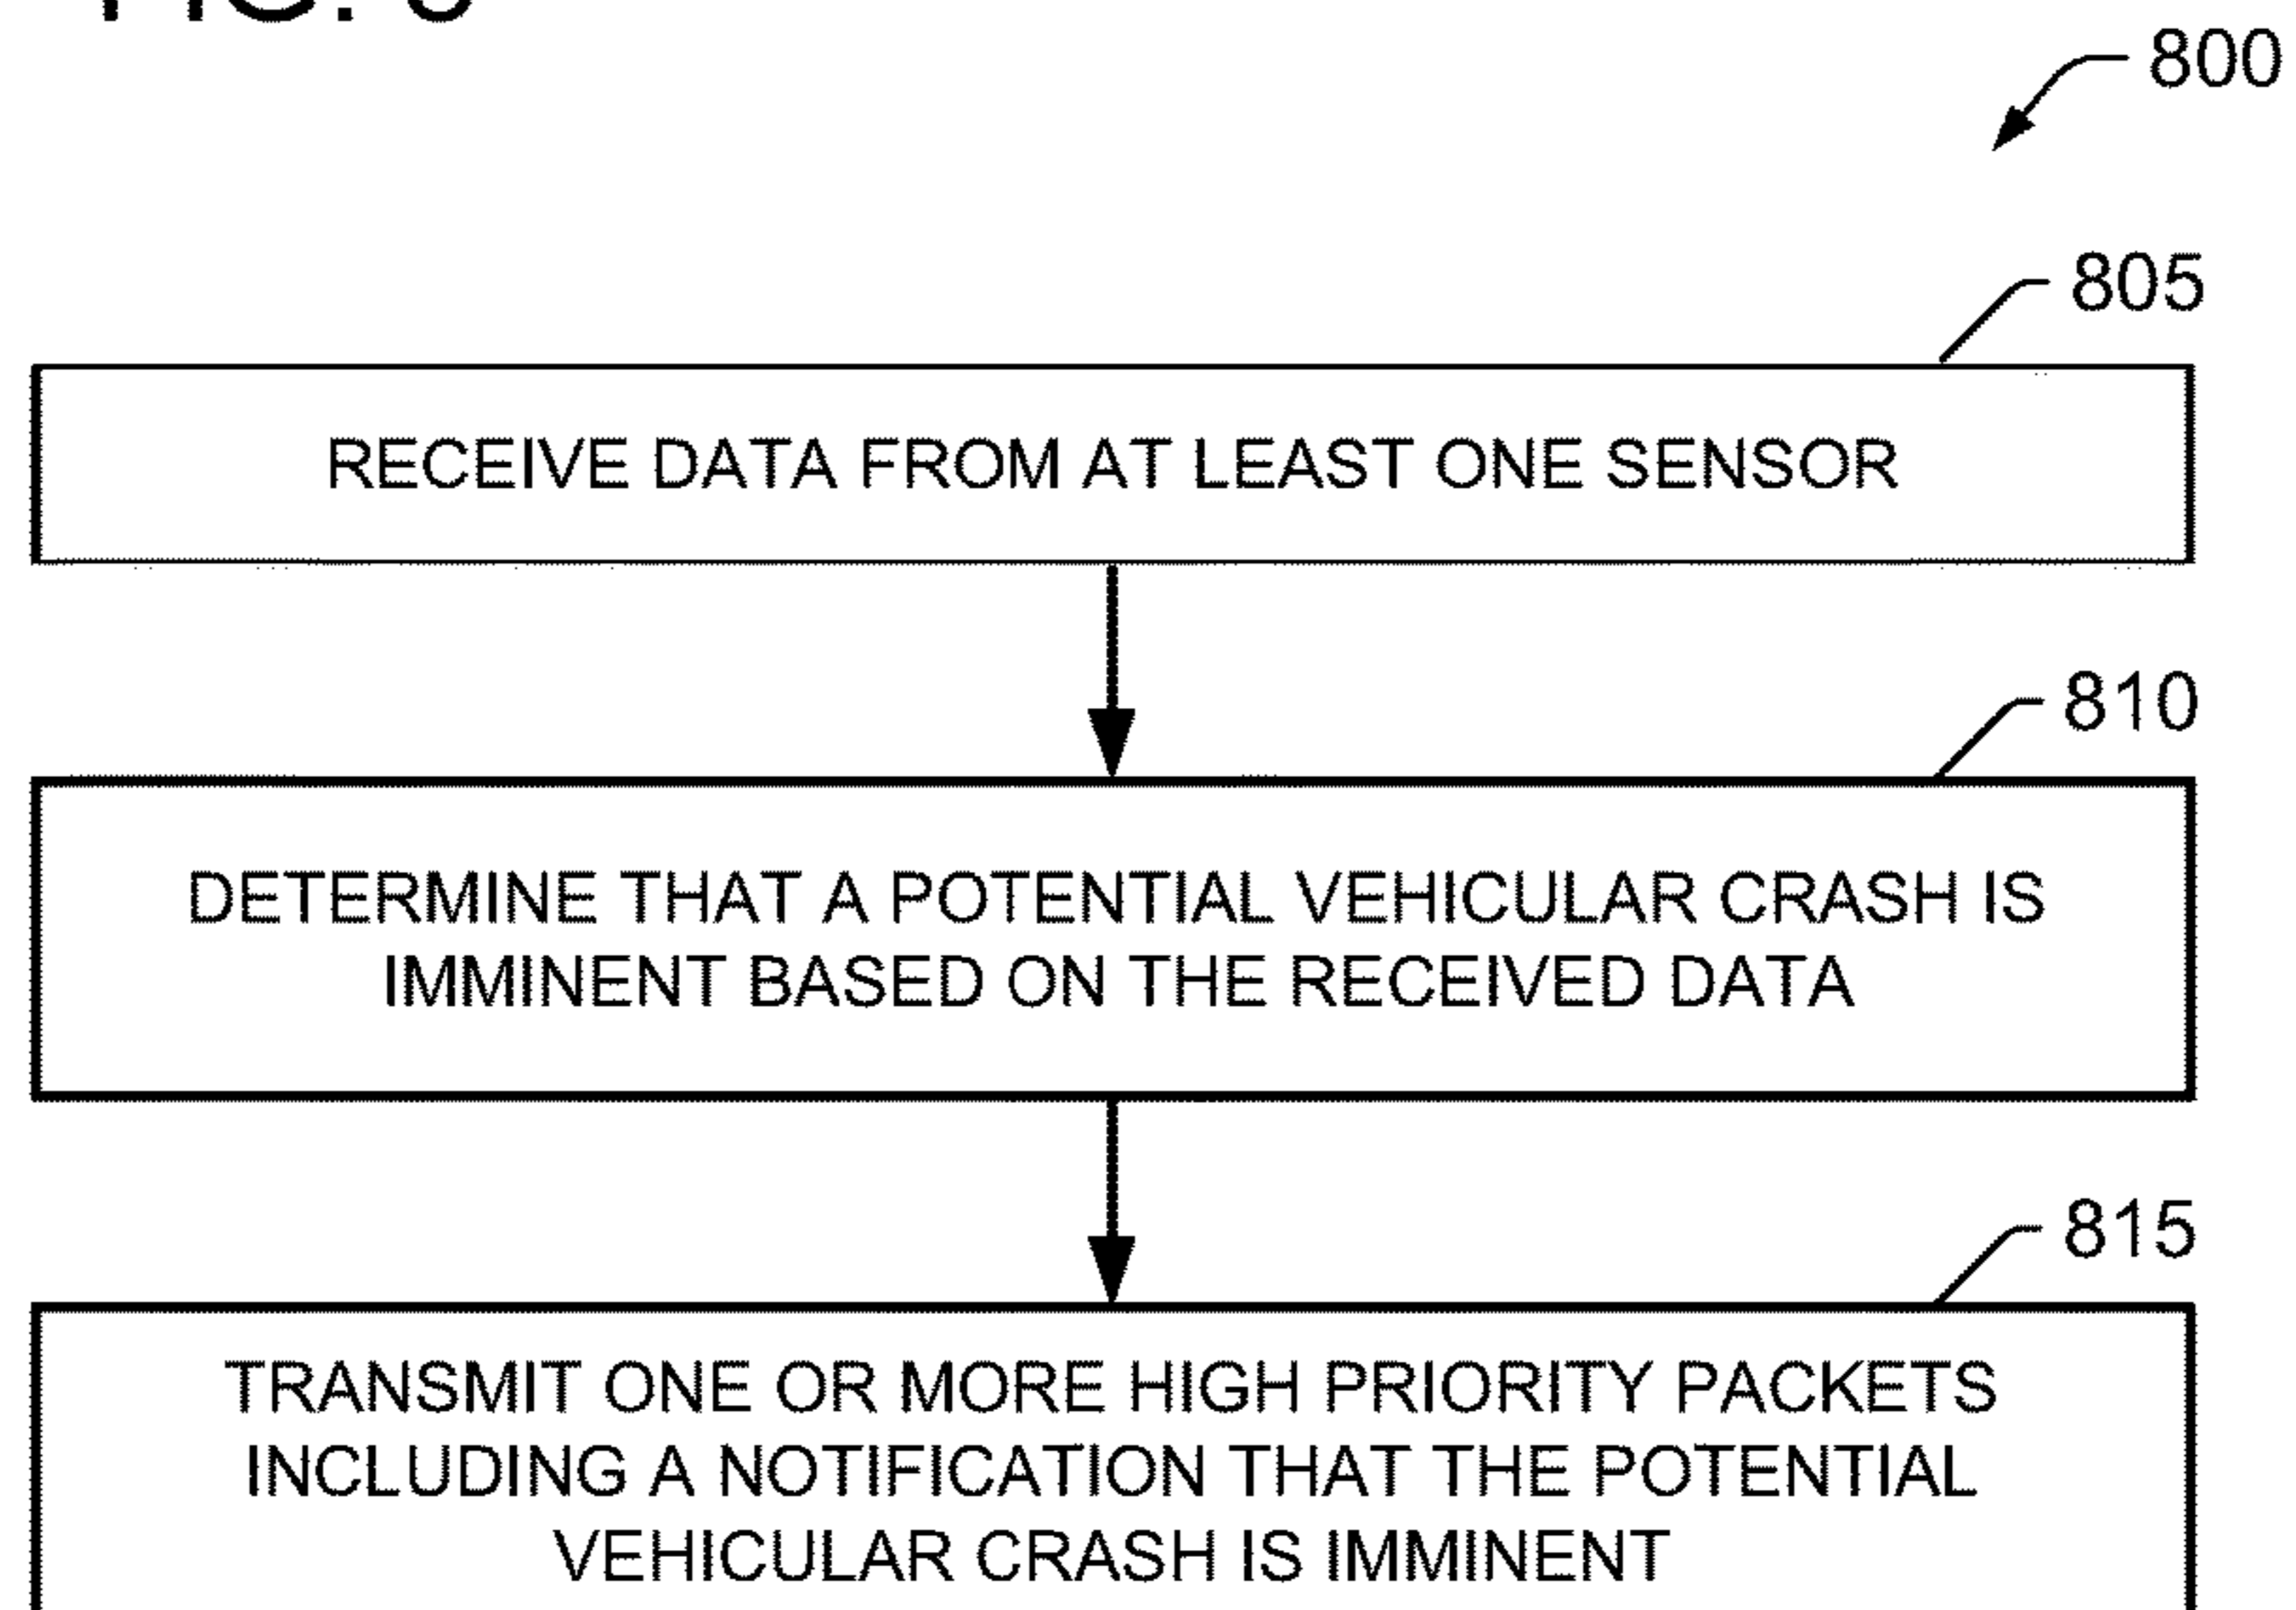 FIG.
800
805
RECEIVE DATA FROM AT LEAST ONE SENSOR
810
DETERMINE THAT A POTENTIAL VEHICULAR CRASH IS
IMMINENT BASED ON THE RECEIVED DATA
815
TRANSMIT ONE OR MORE HIGH PRIORITY PACKETS
INCLUDING A NOTIFICATION THAT THE POTENTIAL
VEHICULAR CRASH IS IMMINENT